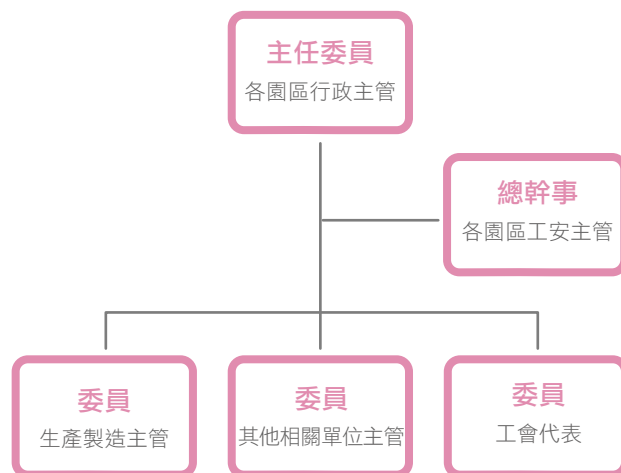 主任委員
各園區行政主管
總幹事
各園區工安主管
委員
生產製造主管
委員
其他相關單位主管
委員
工會代表